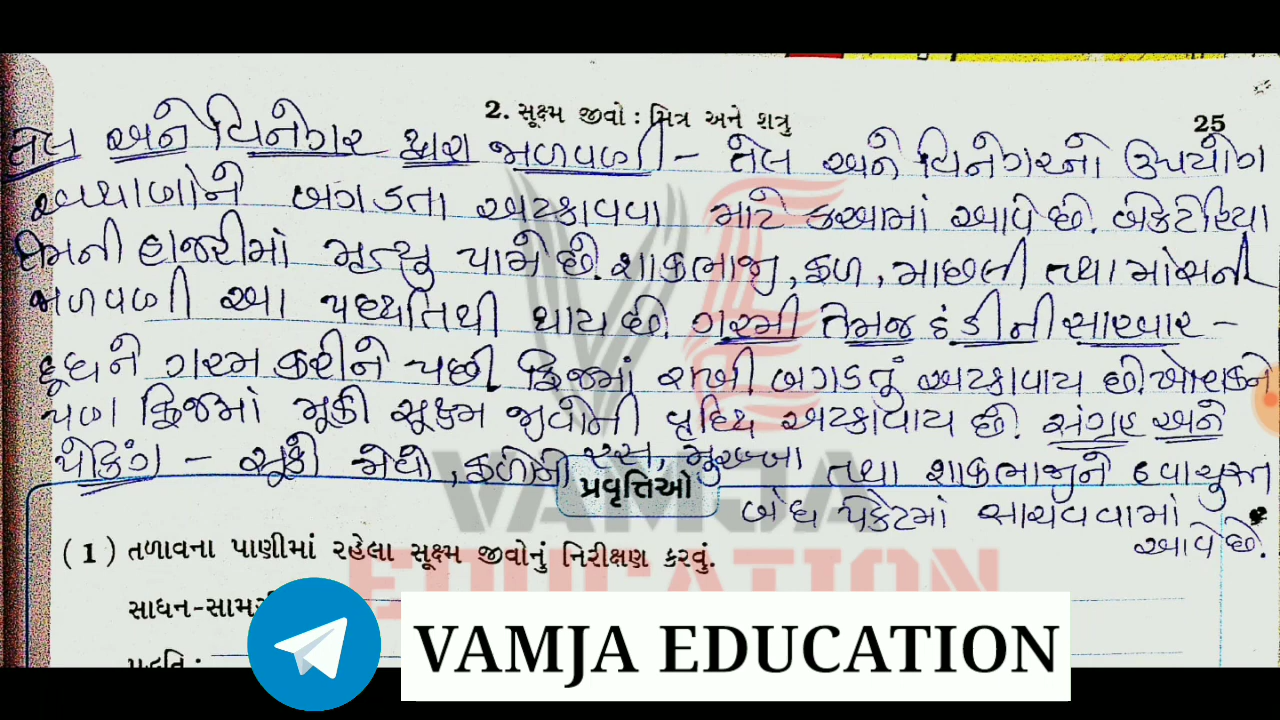 2. સૂક્ષ્મ જીવો : મિત્ર અને શત્રુ
25
તેલ અને વિનેગર દ્વારા જાળવણી – તેલ અને વિનેગરનો ઉપયોગ
અથાણાંને બગડતા અટકાવવા માટે કરવામાં આવે છે. બેક્ટેરિયા
તેમની હાજરીમાં મૃત્યુ પામે છે. શાકભાજી, ફળ, માછલી તથા માંસની
જાળવણી આ પદ્ધતિથી થાય છે. ગરમી તેમજ ઠંડીની સારવાર –
દૂધને ગરમ કરીને પછી ફ્રિજમાં રાખી બગડતું અટકાવાય છે. ખોરાકને
પણ ફ્રિજમાં મૂકી સૂક્ષ્મ જીવોની વૃદ્ધિ અટકાવાય છે. સંગ્રહ અને
પેકિંગ – સૂકો મેવો, ફળોનો રસ, મુરબ્બા તથા શાકભાજીને હવાચુસ્ત
બંધ પેકેટમાં સાચવવામાં
આવે છે.
પ્રવૃત્તિઓ
( 1 ) તળાવના પાણીમાં રહેલા સૂક્ષ્મ જીવોનું નિરીક્ષણ કરવું.
VAMJA
EDUCATION
VAMJA EDUCATION